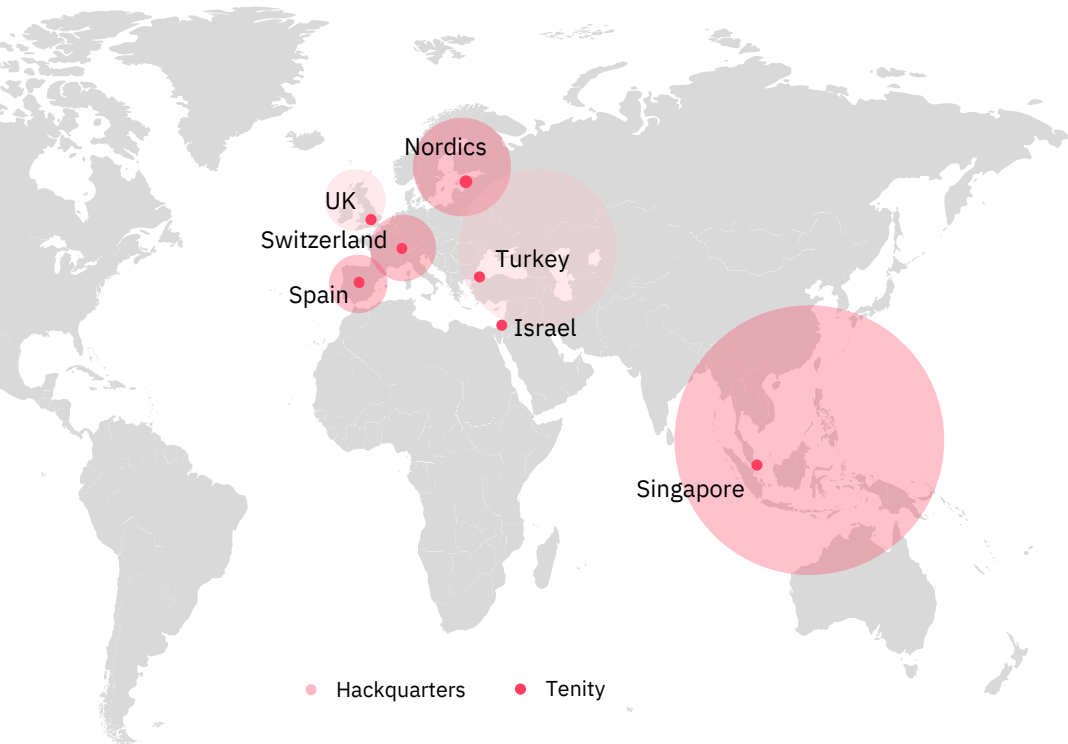 Nordics
UK
Switzerland
Turkey
Spain
Israel
Singapore
Hackquarters
Tenity